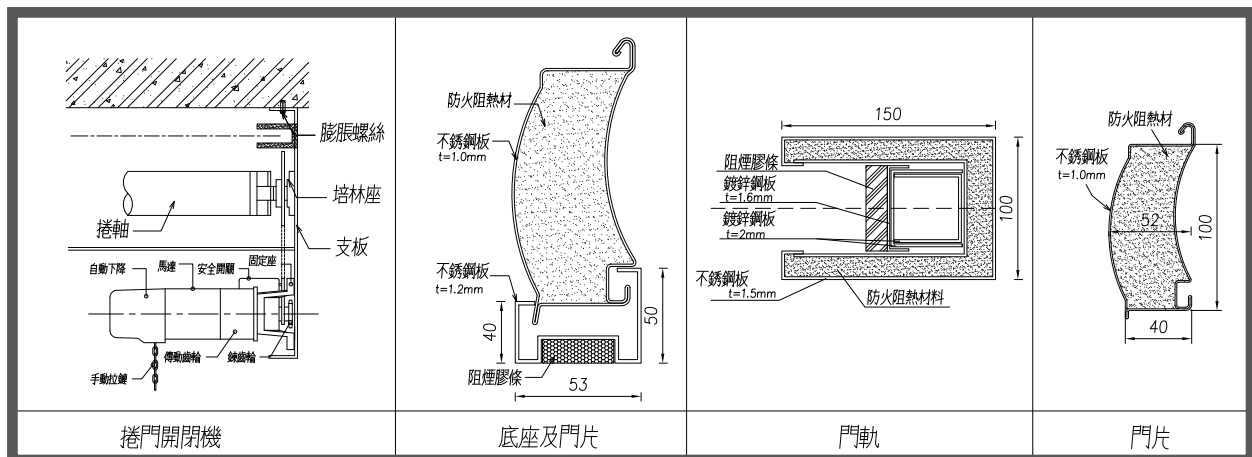 膨脹螺絲
培林座
捲軸
支板
固定座
自動下降
馬達
安全開關
傳動齒輪
鍊齒輪
手動拉鏈
捲門開閉機
防火阻熱材
不銹鋼板
t=1.0mm
不銹鋼板
t=1.2mm
40
50
阻煙膠條
53
底座及門片
150
阻煙膠條
鍍鋅鋼板
t=1.6mm
鍍鋅鋼板
t=2mm
100
不銹鋼板
t=1.5mm
防火阻熱材料
門軌
防火阻熱材
不銹鋼板
t=1.0mm
52
100
40
門片